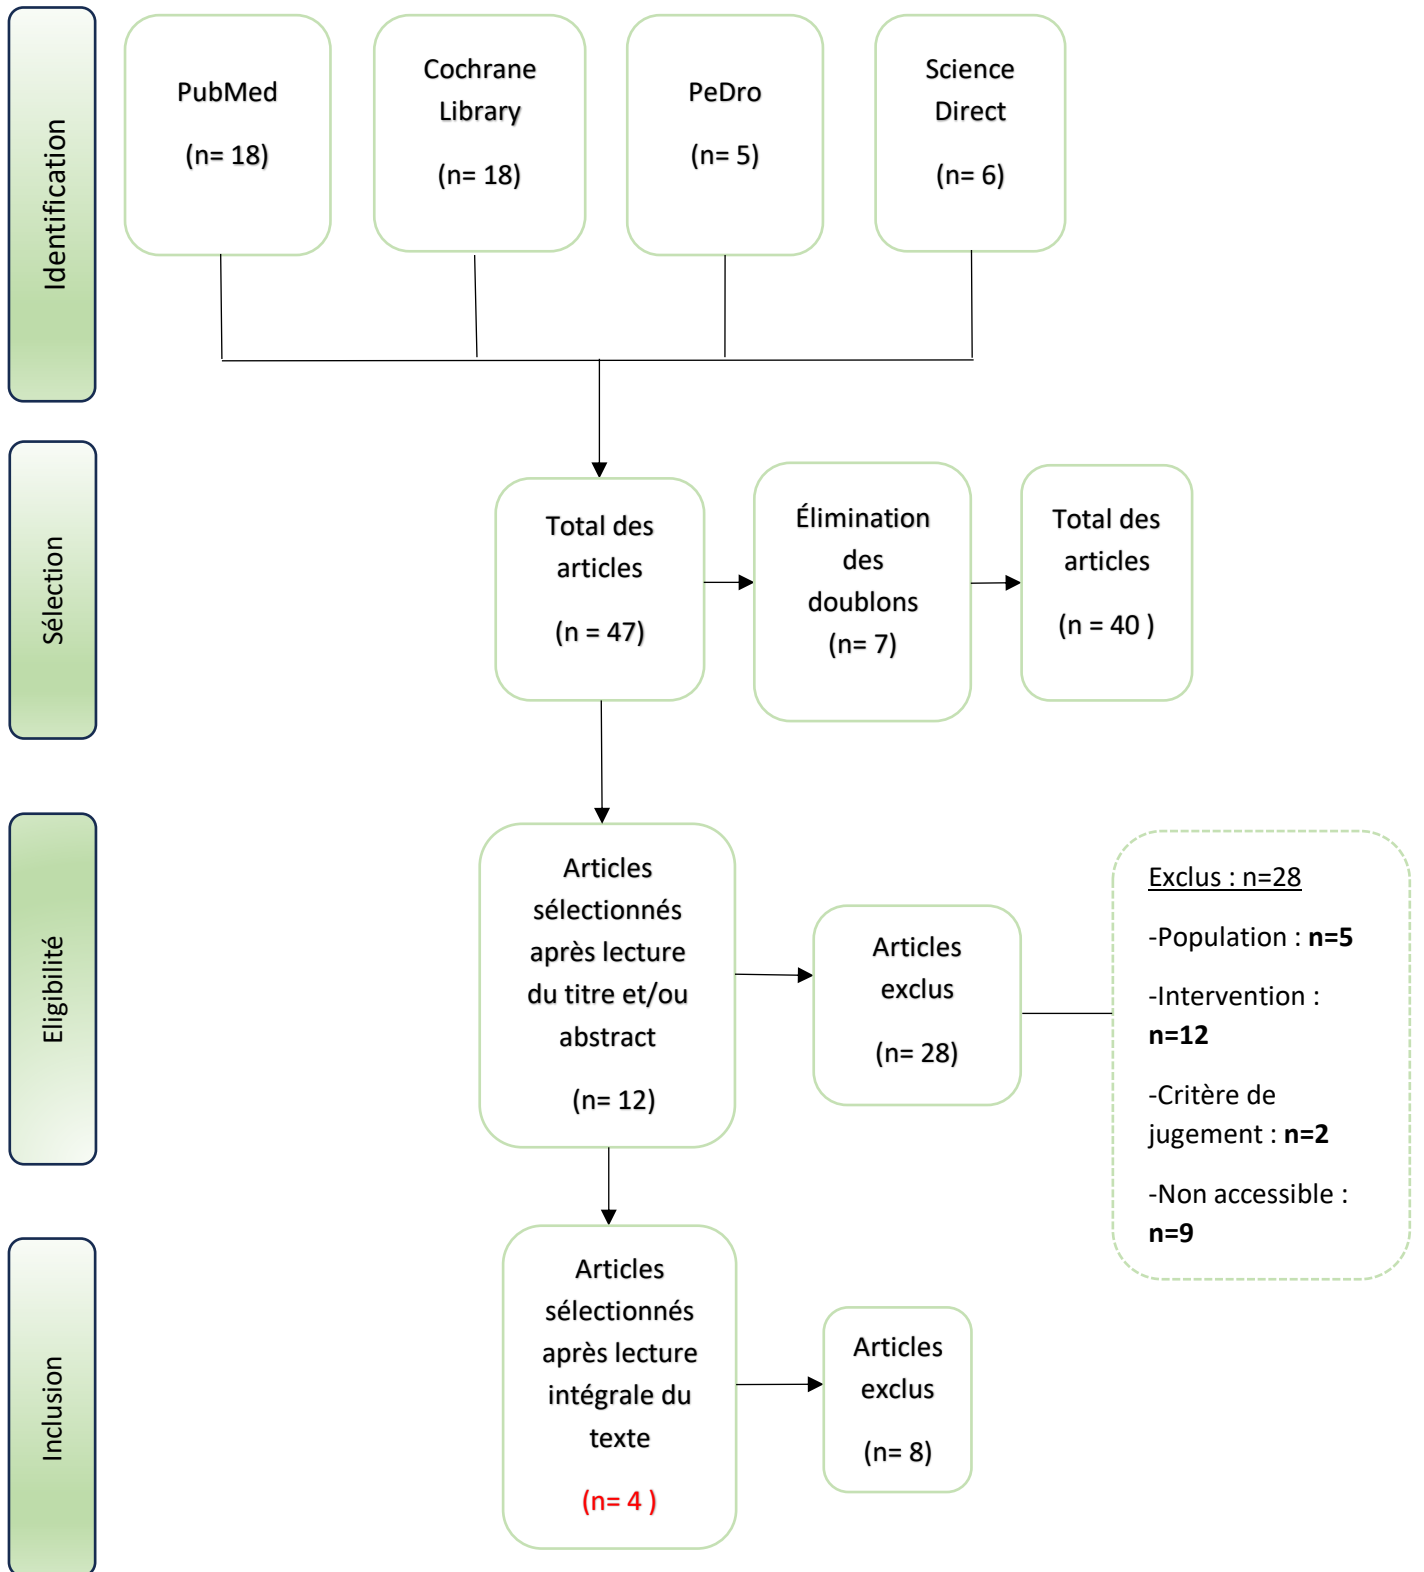 Identification
PubMed
(n= 18)
Cochrane
Library
(n= 18)
PeDro
(n= 5)
Science
Direct
(n= 6)
Sélection
Total des
articles
(n = 47)
Élimination
des
doublons
(n= 7)
Total des
articles
(n = 40 )
Eligibilité
Articles
sélectionnés
après lecture
du titre et/ou
abstract
(n= 12)
Articles
exclus
(n= 28)
Exclus : n=28
-Population : n=5
-Intervention :
n=12
-Critère de
jugement : n=2
-Non accessible :
n=9
Inclusion
Articles
sélectionnés
après lecture
intégrale du
texte
(n= 4 )
Articles
exclus
(n= 8)